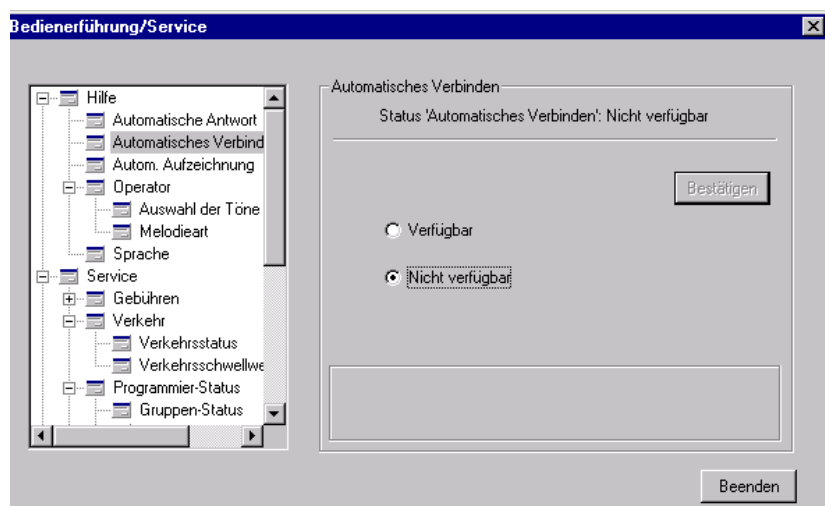 Bedienerführung/Service
Hilfe
Automatische Antwort
Automatisches Verbind
Autom. Aufzeichnung
Operator
Auswahl der Töne
Melodieart
Sprache
Service
Gebühren
Verkehr
Verkehrsstatus
Verkehrsschwellwe
Programmier-Status
Gruppen-Status
Automatisches Verbinden
Status 'Automatisches Verbinden': Nicht verfügbar
Bestätigen
Verfügbar
Nicht verfügbar
Beenden